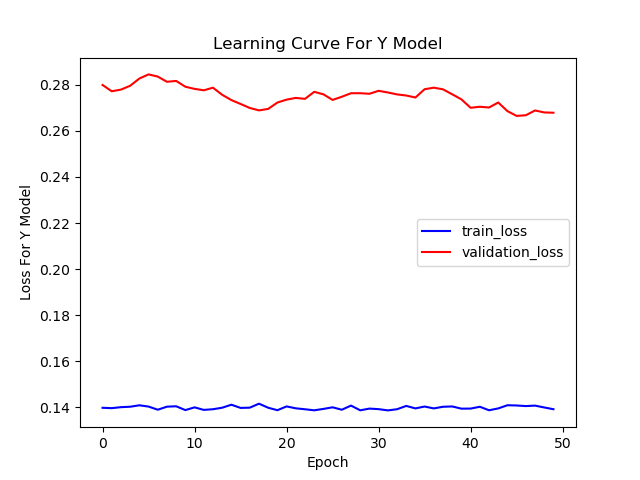 Learning Curve For Y Model
0.28
0.26
0.24
0.22
0.20
0.18
0.16
0.14
Loss For Y Model
train_loss
validation_loss
0 10 20 30 40 50
Epoch